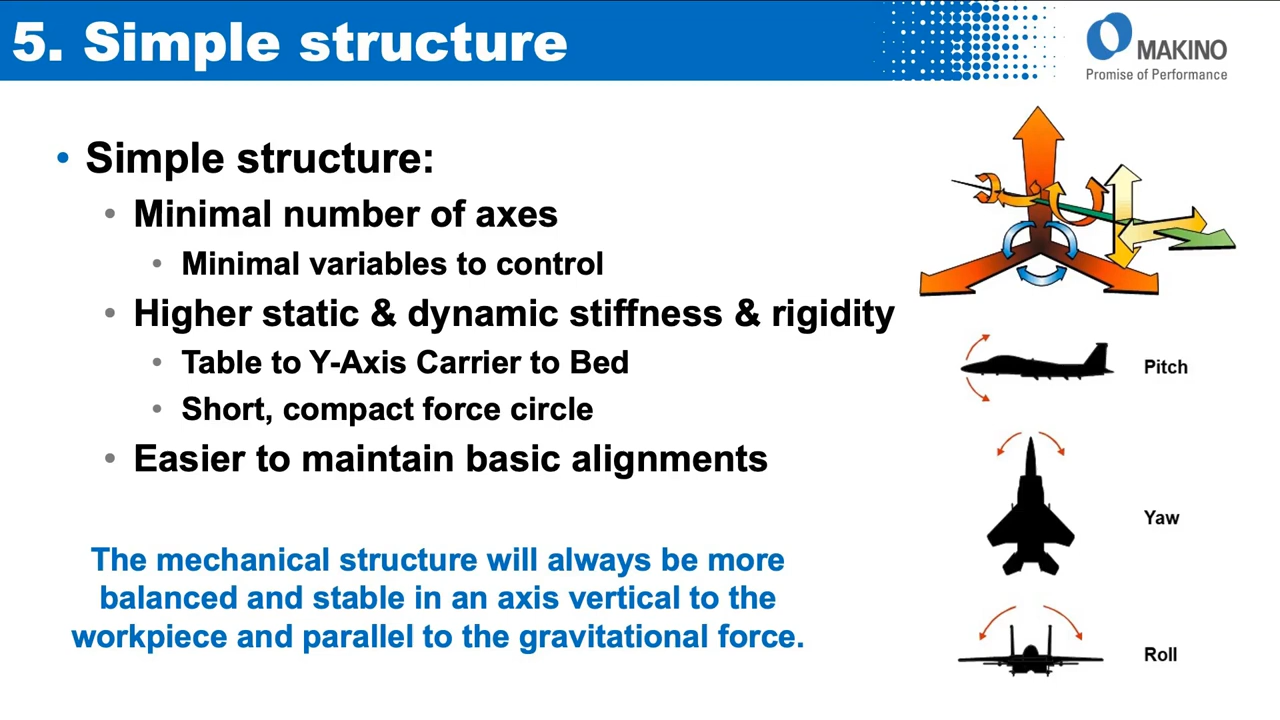 5. Simple structure
MAKINO
Promise of Performance
• Simple structure:
• Minimal number of axes
• Minimal variables to control
• Higher static & dynamic stiffness & rigidity
• Table to Y-Axis Carrier to Bed
• Short, compact force circle
• Easier to maintain basic alignments
The mechanical structure will always be more
balanced and stable in an axis vertical to the
workpiece and parallel to the gravitational force.
Pitch
Yaw
Roll